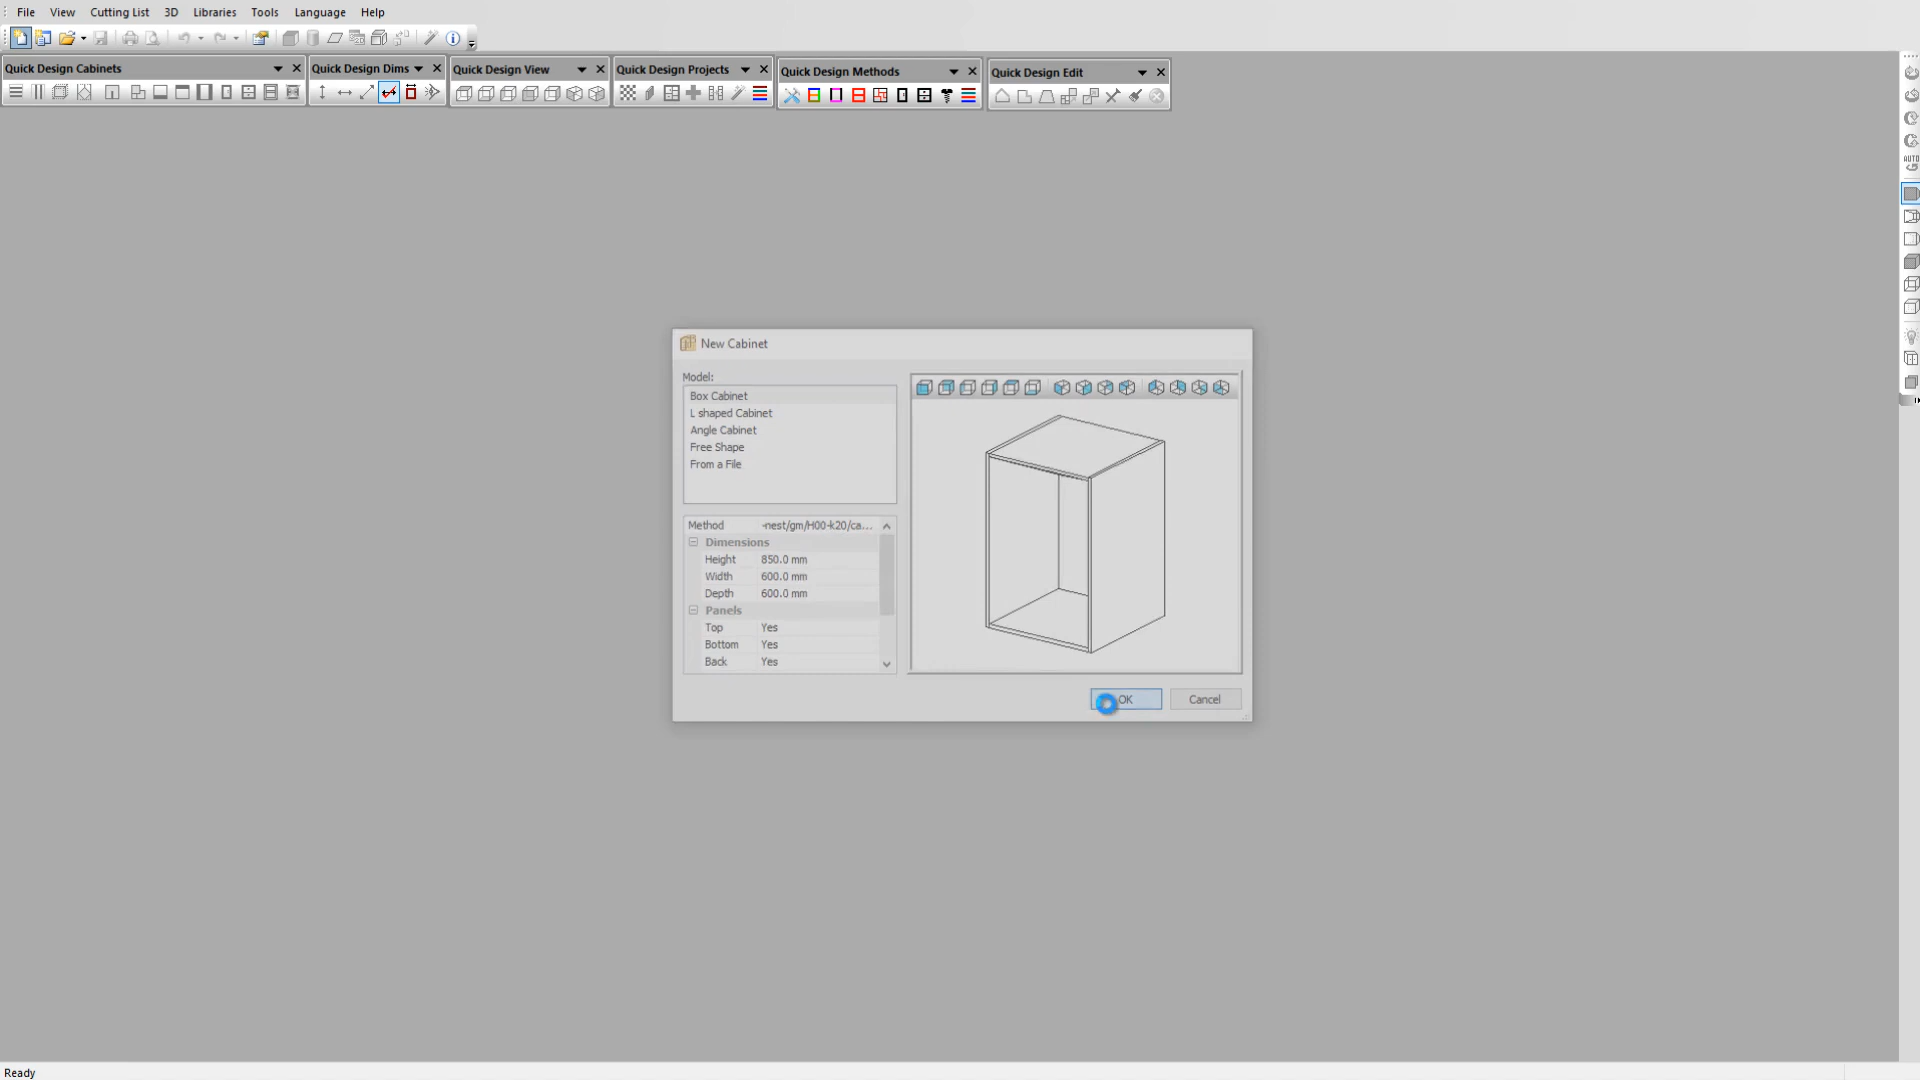 File View Cutting List 3D Libraries Tools Language Help
Quick Design Cabinets Quick Design Dims Quick Design View Quick Design Projects Quick Design Methods Quick Design Edit
AUTO
New Cabinet
Model:
Box Cabinet
L shaped Cabinet
Angle Cabinet
Free Shape
From a File
Method -nest/gm/H00-k20/ca...
Dimensions
Height 850.0 mm
Width 600.0 mm
Depth 600.0 mm
Panels
Top Yes
Bottom Yes
Back Yes
OK Cancel
Ready